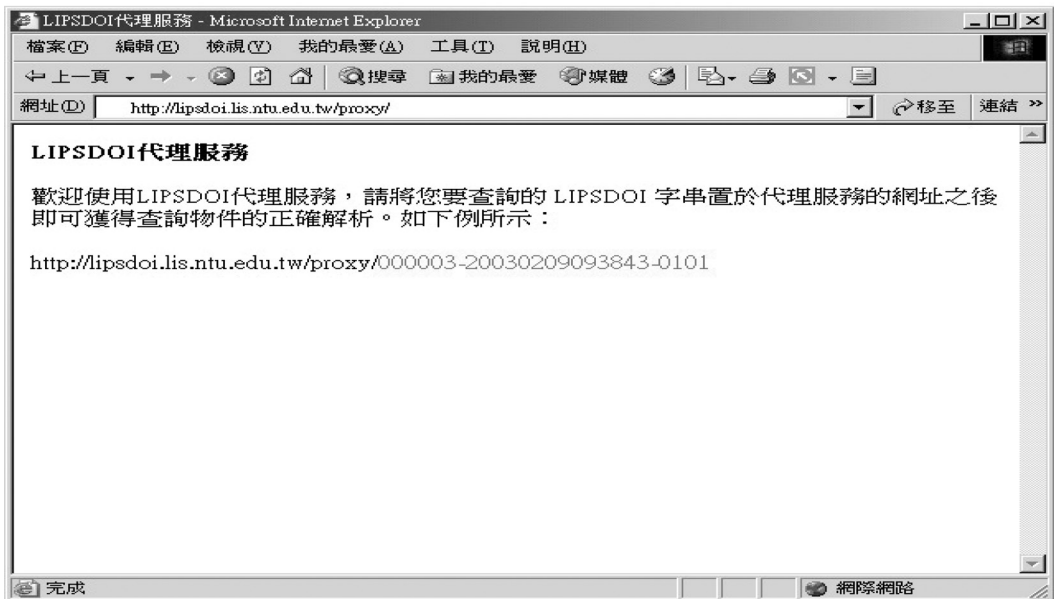 LIPSDOI代理服務 - Microsoft Internet Explorer
檔案(F) 編輯(E) 檢視(V) 我的最愛(A) 工具(T) 說明(H)
上一頁 搜尋 我的最愛 媒體
網址(D) http://lipsdoi.lis.ntu.edu.tw/proxy/ 移至 連結 »
LIPSDOI代理服務
歡迎使用LIPSDOI代理服務，請將您要查詢的 LIPSDOI 字串置於代理服務的網址之後
即可獲得查詢物件的正確解析。如下例所示：
http://lipsdoi.lis.ntu.edu.tw/proxy/000003-20030209093843-0101
完成 網際網路